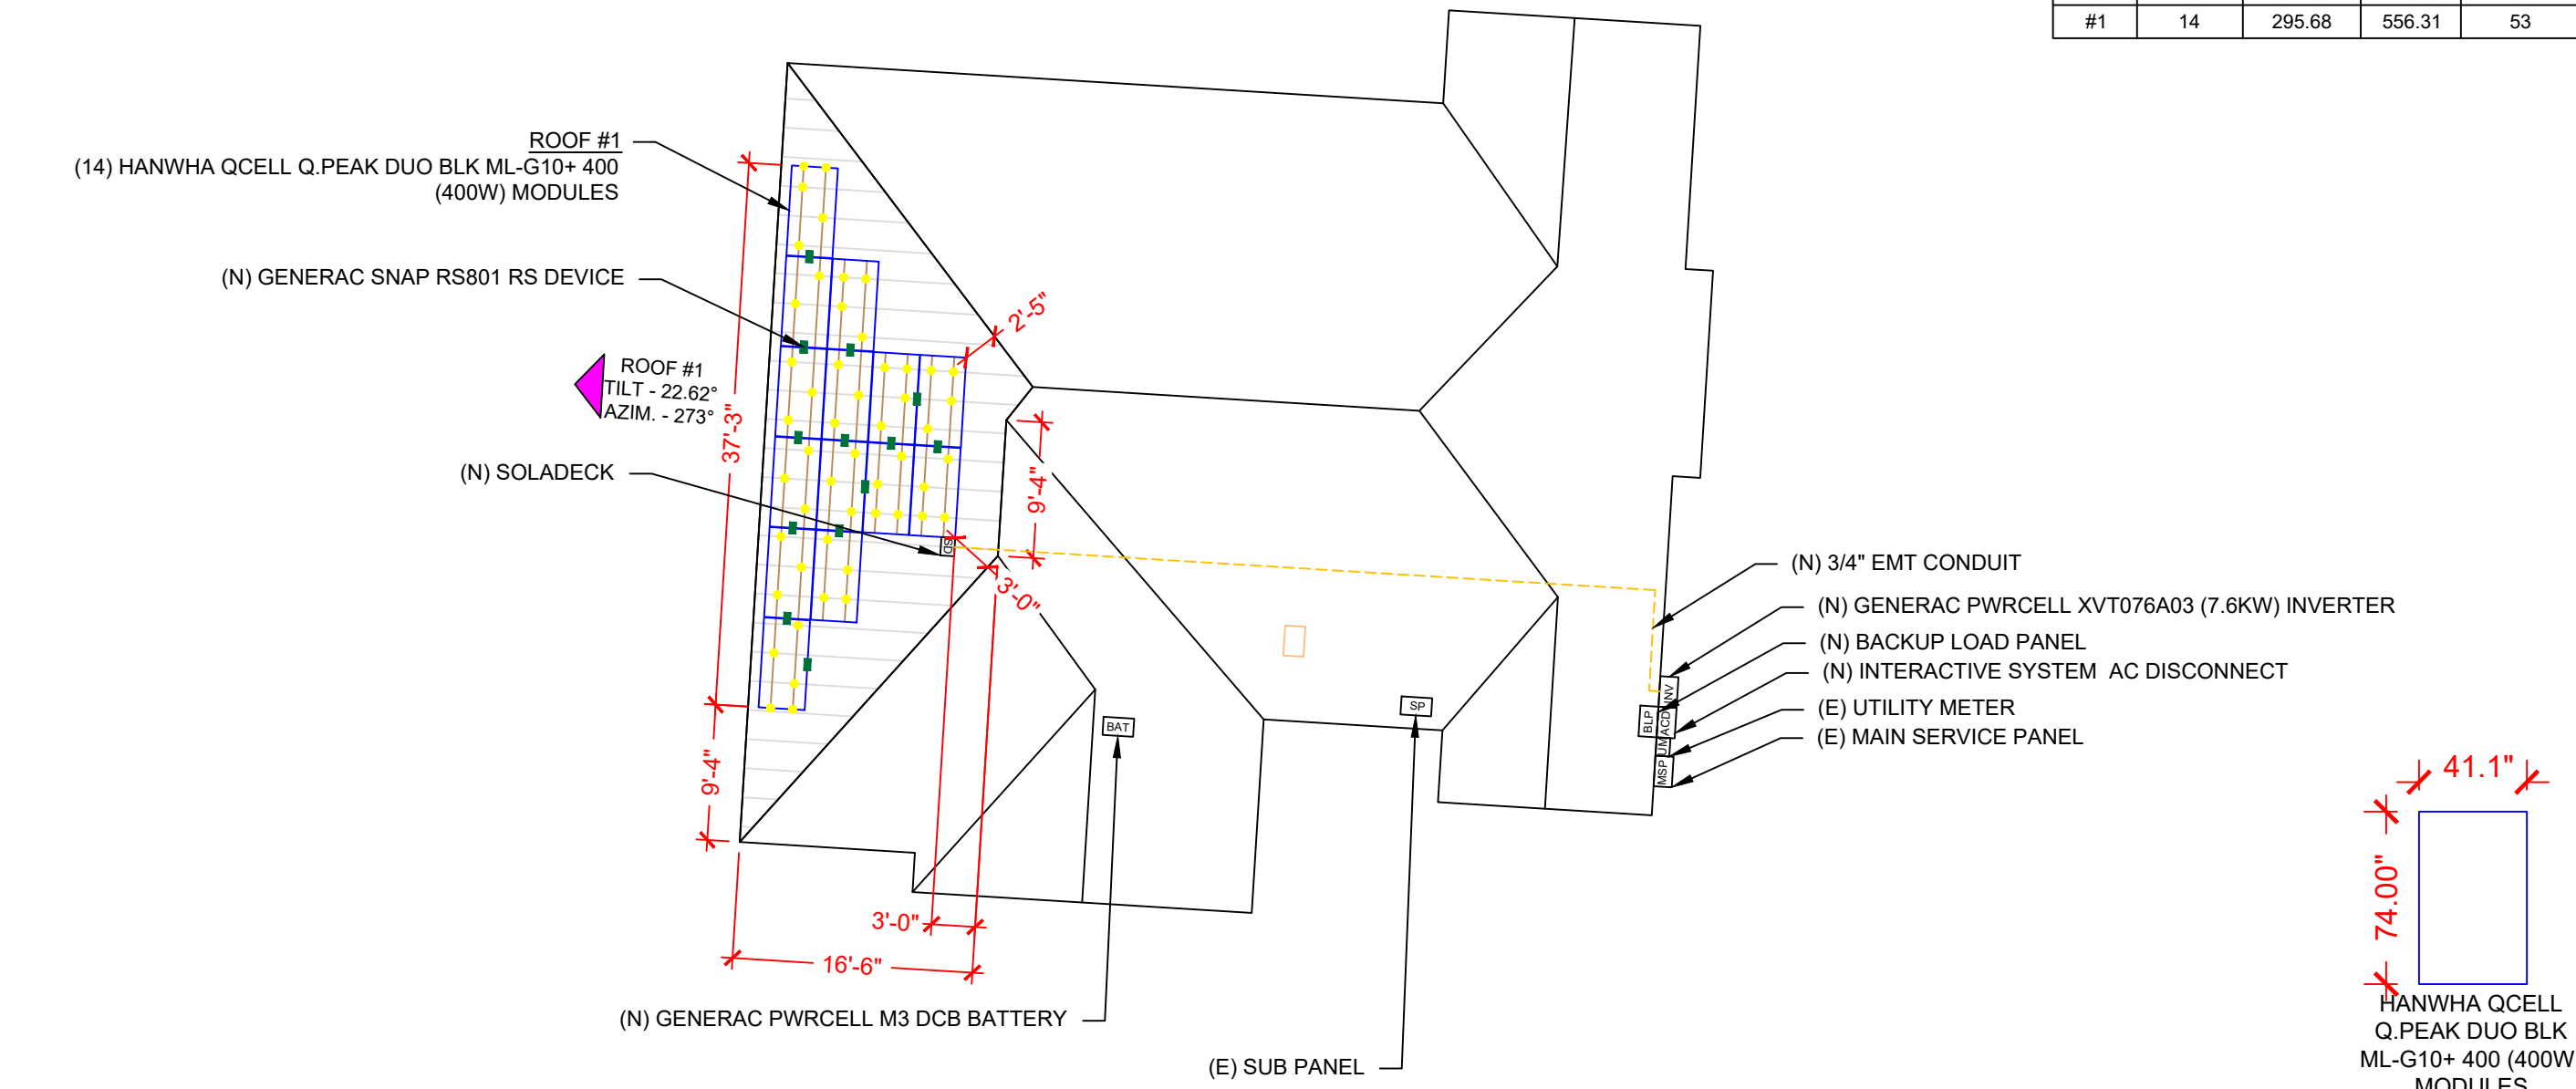 #1 14 295.68 556.31 53
ROOF #1
(14) HANWHA QCELL Q.PEAK DUO BLK ML-G10+ 400
(400W) MODULES
(N) GENERAC SNAP RS801 RS DEVICE
2'-5"
ROOF #1
TILT - 22.62°
AZIM. - 273°
37'-3"
(N) SOLADECK
9'-4"
SD
3'-0"
(N) 3/4" EMT CONDUIT
(N) GENERAC PWRCELL XVT076A03 (7.6KW) INVERTER
(N) BACKUP LOAD PANEL
(N) INTERACTIVE SYSTEM AC DISCONNECT
(E) UTILITY METER
(E) MAIN SERVICE PANEL
INV
BLP
ACD
UM
MSP
SP
BAT
9'-4"
3'-0"
16'-6"
(N) GENERAC PWRCELL M3 DCB BATTERY
(E) SUB PANEL
41.1"
74.00"
HANWHA QCELL
Q.PEAK DUO BLK
ML-G10+ 400 (400W
MODULES